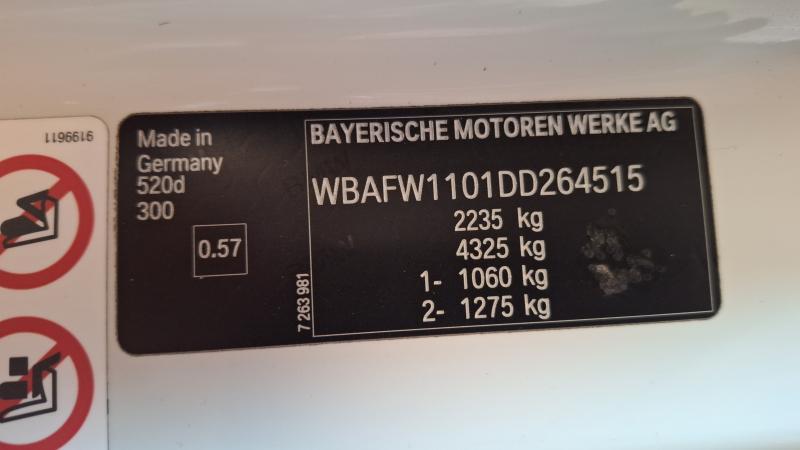 9199611
Made in
Germany
520d
300
0.57
7 263 981
BAYERISCHE MOTOREN WERKE AG
WBAFW1101DD264515
2235 kg
4325 kg
1- 1060 kg
2- 1275 kg